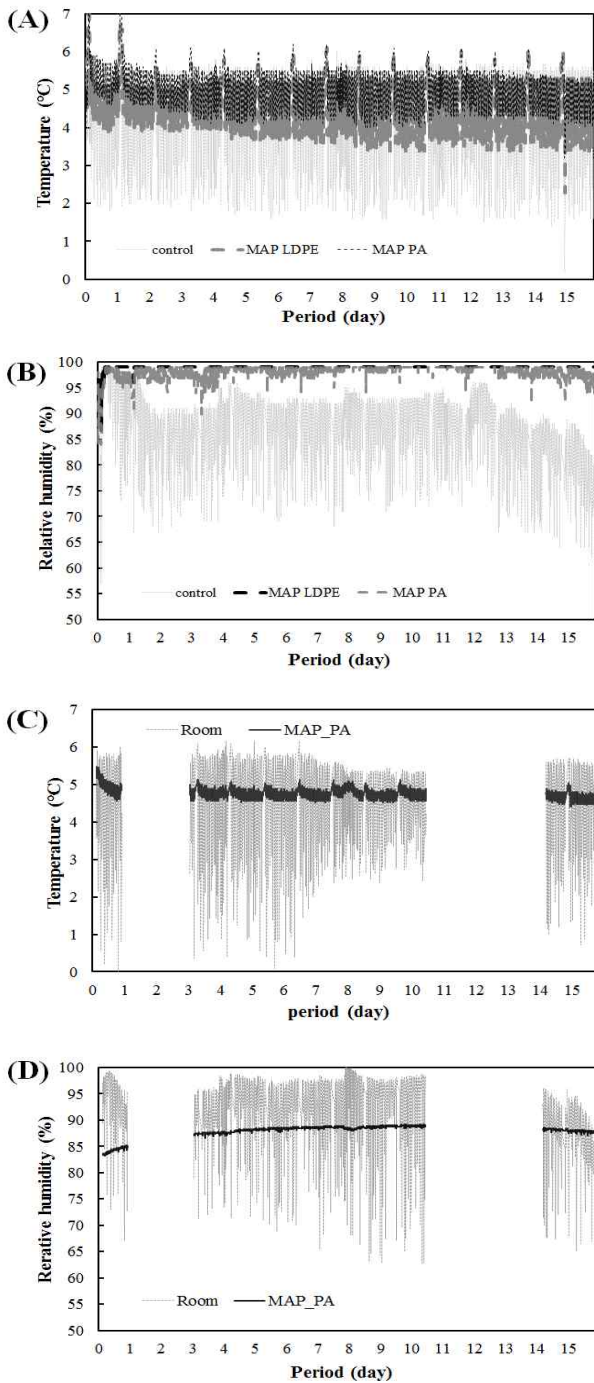 (A)
Temperature (°C)
7
6
5
4
3
2
1
0
control MAP LDPE MAP PA
0 1 2 3 4 5 6 7 8 9 10 11 12 13 14 15
Period (day)
(B)
Relative humidity (%)
100
95
90
85
80
75
70
65
60
55
50
control MAP LDPE MAP PA
0 1 2 3 4 5 6 7 8 9 10 11 12 13 14 15
Period (day)
(C)
Temperature (°C)
7
6
5
4
3
2
1
0
Room MAP_PA
0 1 2 3 4 5 6 7 8 9 10 11 12 13 14 15
period (day)
(D)
Rerative humidity (%)
100
95
90
85
80
75
70
65
60
55
50
Room MAP_PA
0 1 2 3 4 5 6 7 8 9 10 11 12 13 14 15
Period (day)